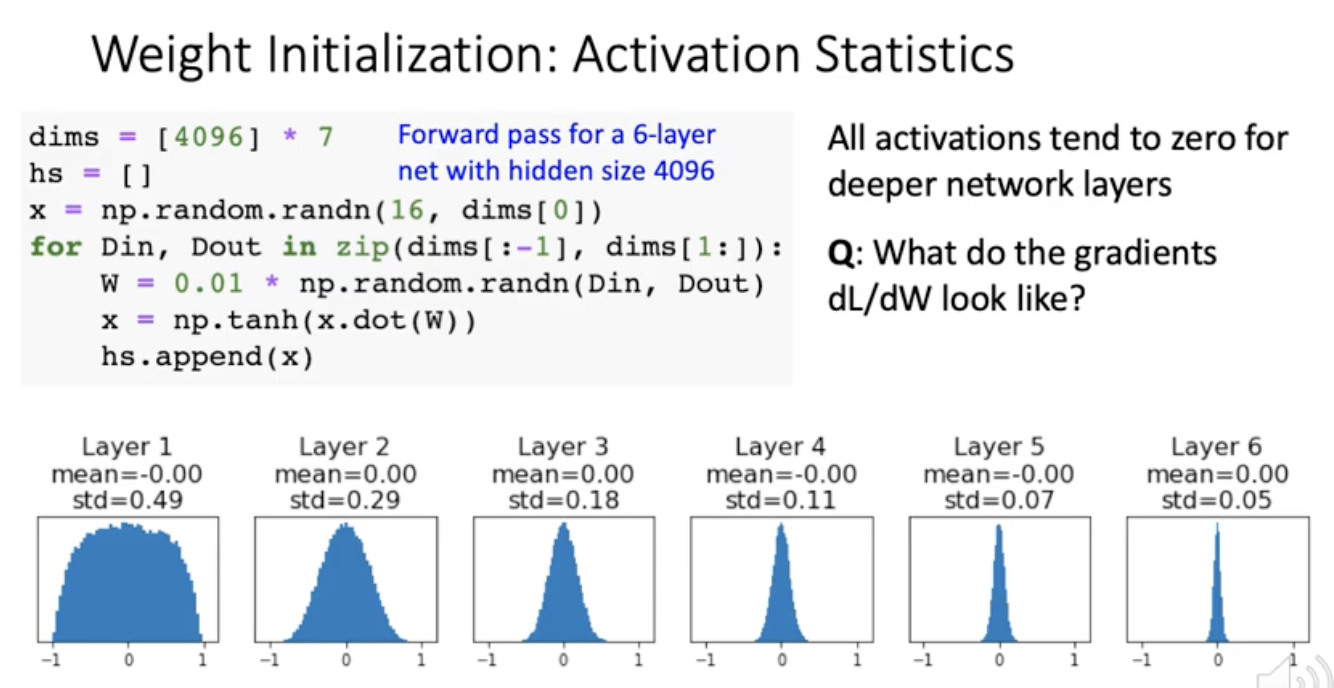 Weight Initialization: Activation Statistics
dims = [4096] * 7
hs = []
x = np.random.randn(16, dims[0])
for Din, Dout in zip(dims[:-1], dims[1:]):
    W = 0.01 * np.random.randn(Din, Dout)
    x = np.tanh(x.dot(W))
    hs.append(x)
Forward pass for a 6-layer
net with hidden size 4096
All activations tend to zero for
deeper network layers
Q: What do the gradients
dL/dW look like?
Layer 1
mean=-0.00
std=0.49
-1 0 1
Layer 2
mean=0.00
std=0.29
-1 0 1
Layer 3
mean=0.00
std=0.18
-1 0 1
Layer 4
mean=-0.00
std=0.11
-1 0 1
Layer 5
mean=-0.00
std=0.07
-1 0 1
Layer 6
mean=0.00
std=0.05
-1 0 1